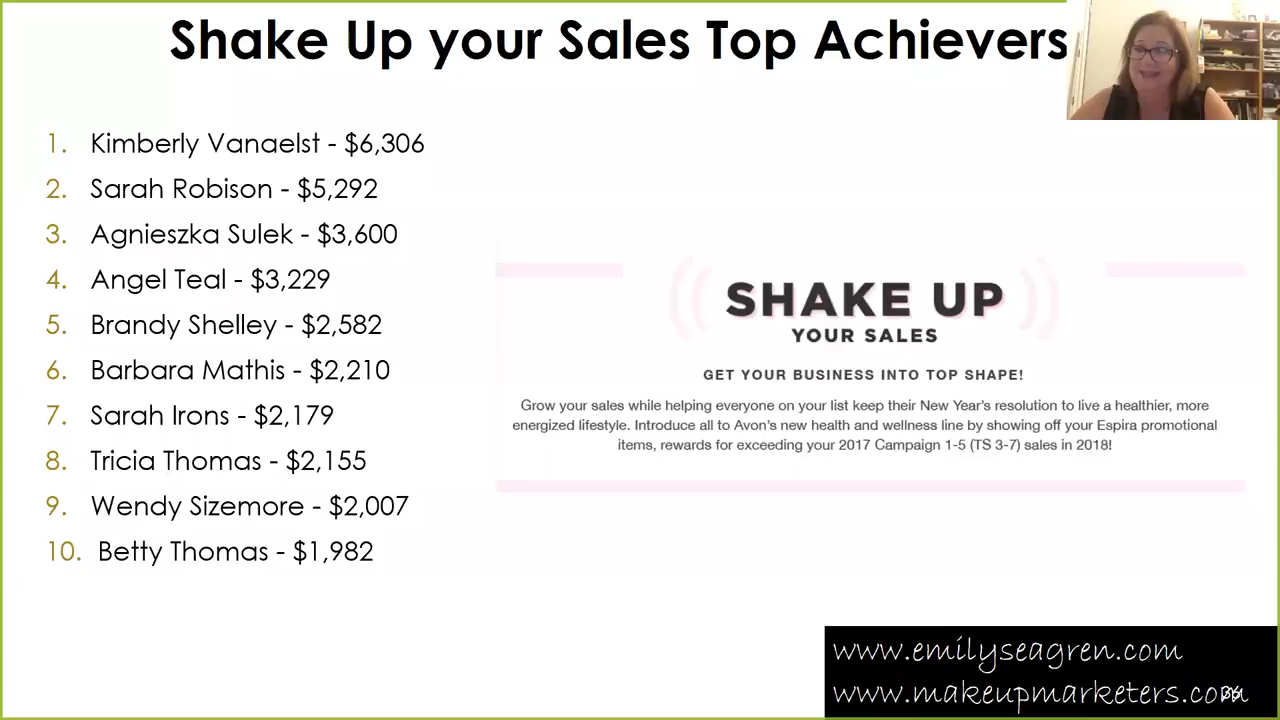 Shake Up your Sales Top Achievers
1. Kimberly Vanaelst - $6,306
2. Sarah Robison - $5,292
3. Agnieszka Sulek - $3,600
4. Angel Teal - $3,229
5. Brandy Shelley - $2,582
6. Barbara Mathis - $2,210
7. Sarah Irons - $2,179
8. Tricia Thomas - $2,155
9. Wendy Sizemore - $2,007
10. Betty Thomas - $1,982
SHAKE UP
YOUR SALES
GET YOUR BUSINESS INTO TOP SHAPE!
Grow your sales while helping everyone on your list keep their New Year's resolution to live a healthier, more
energized lifestyle. Introduce all to Avon's new health and wellness line by showing off your Espira promotional
items, rewards for exceeding your 2017 Campaign 1-5 (TS 3-7) sales in 2018!
www.emilyseagren.com
www.makeupmarketers.com